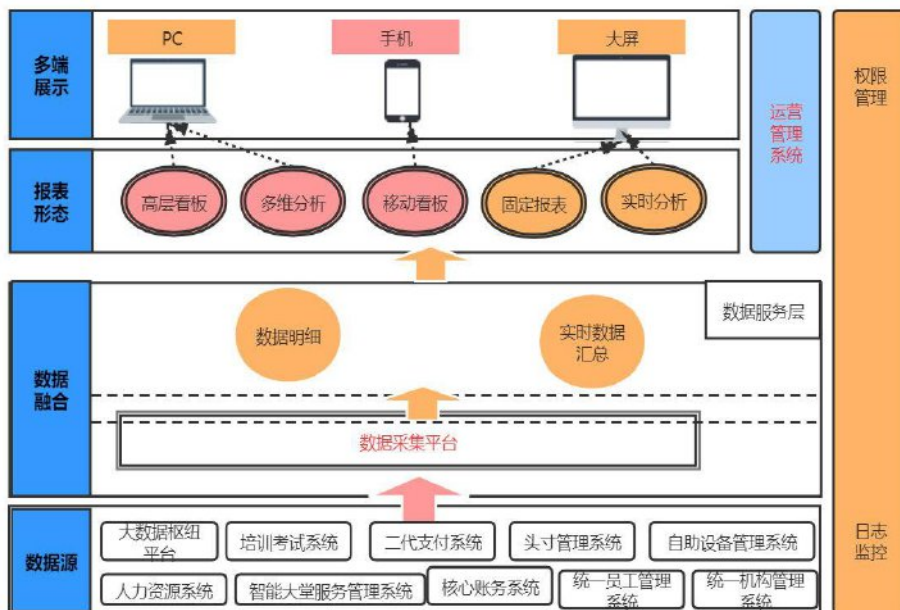 多端
展示
PC
手机
大屏
运营
管理
系统
权限
管理
报表
形态
高层看板
多维分析
移动看板
固定报表
实时分析
数据
融合
数据明细
实时数据
汇总
数据服务层
数据采集平台
数据源
大数据枢纽
平台
培训考试系统
二代支付系统
头寸管理系统
自助设备管理系统
人力资源系统
智能大堂服务管理系统
核心账务系统
统一员工管理
系统
统一机构管理
系统
日志
监控